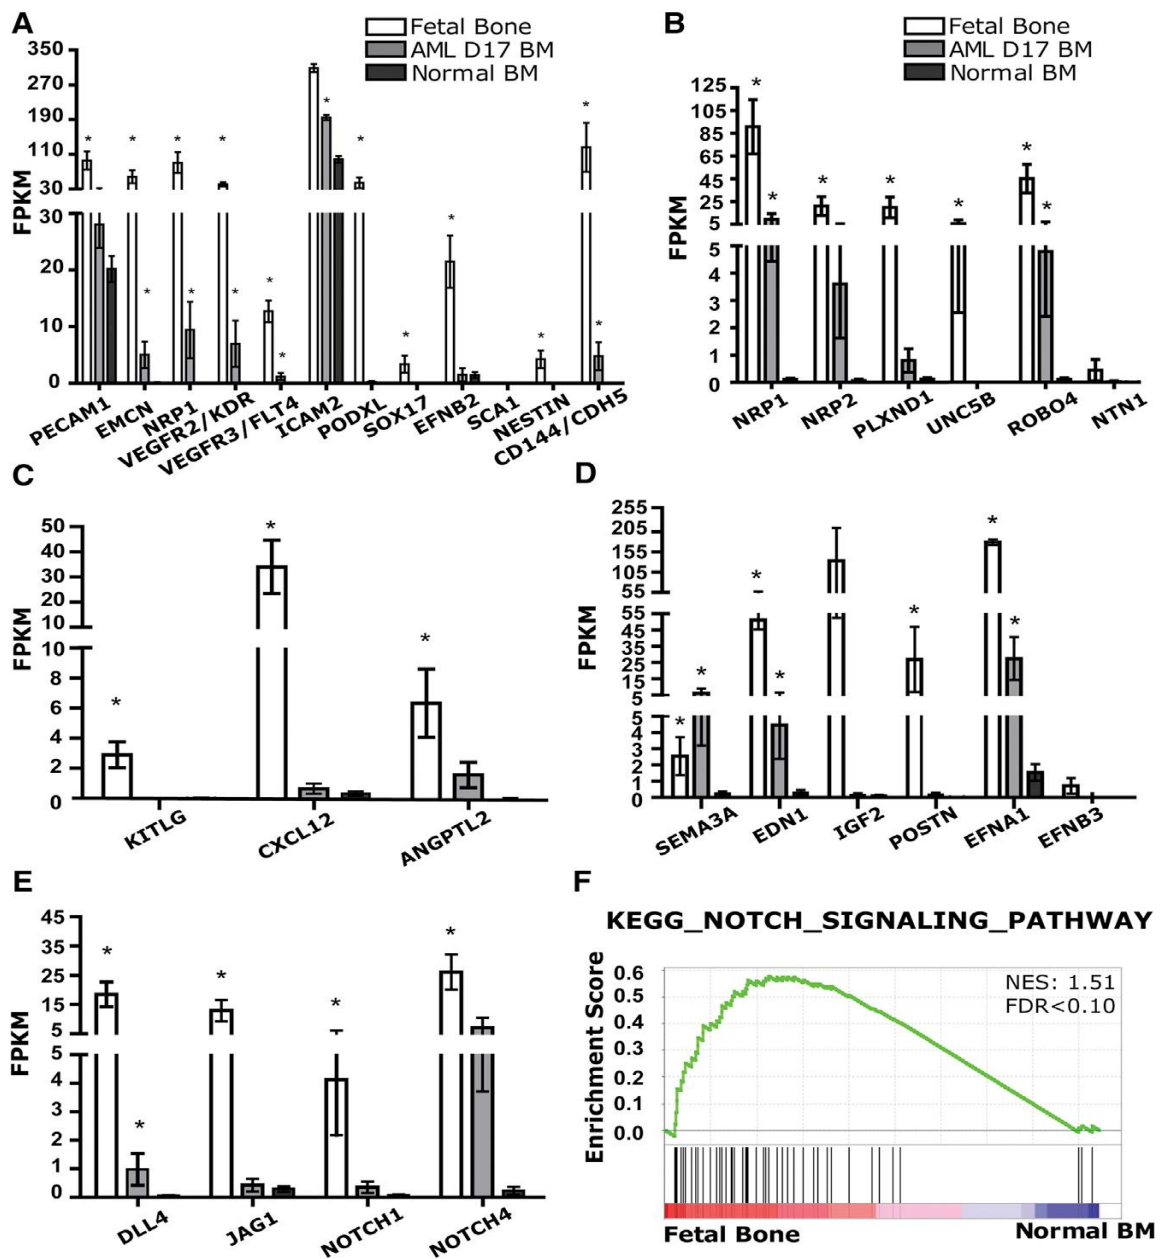 A
Fetal Bone
AML D17 BM
Normal BM
FPKM
350
270
190
110
30
30
20
10
0
PECAM1
EMCN
NRP1
VEGFR2/KDR
VEGFR3/FLT4
ICAM2
PODXL
SOX17
EFNB2
SCA1
NESTIN
CD144/CDH5
* * * * * * * * * * * * * * * *
B
Fetal Bone
AML D17 BM
Normal BM
FPKM
125
105
85
65
45
25
5
5
4
3
2
1
0
NRP1
NRP2
PLXND1
UNC5B
ROBO4
NTN1
* * * * * * *
C
FPKM
50
40
30
20
10
10
8
6
4
2
0
KITLG
CXCL12
ANGPTL2
* * *
D
FPKM
255
205
155
105
55
55
45
35
25
15
5
5
4
3
2
1
0
SEMA3A
EDN1
IGF2
POSTN
EFNA1
EFNB3
* * * * * * *
E
FPKM
45
35
25
15
5
5
4
3
2
1
0
DLL4
JAG1
NOTCH1
NOTCH4
* * * * *
F
KEGG_NOTCH_SIGNALING_PATHWAY
Enrichment Score
0.6
0.5
0.4
0.3
0.2
0.1
0.0
NES: 1.51
FDR<0.10
Fetal Bone
Normal BM